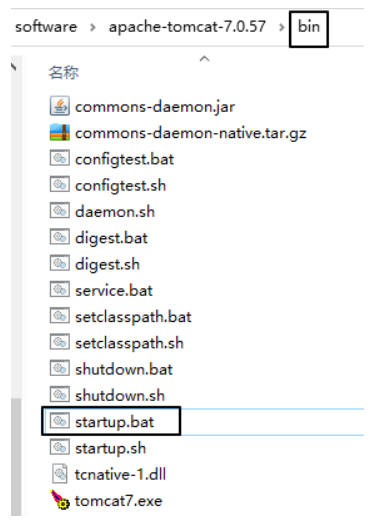 software > apache-tomcat-7.0.57 > bin
名称
commons-daemon.jar
commons-daemon-native.tar.gz
configtest.bat
configtest.sh
daemon.sh
digest.bat
digest.sh
service.bat
setclasspath.bat
setclasspath.sh
shutdown.bat
shutdown.sh
startup.bat
startup.sh
tcnative-1.dll
tomcat7.exe